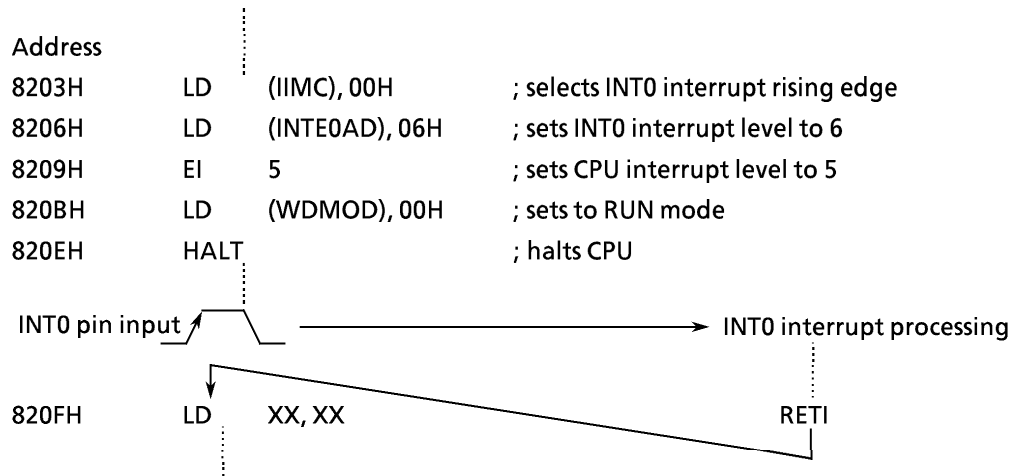 Address
8203H LD (IIMC), 00H ; selects INT0 interrupt rising edge
8206H LD (INTE0AD), 06H ; sets INT0 interrupt level to 6
8209H EI 5 ; sets CPU interrupt level to 5
820BH LD (WDMOD), 00H ; sets to RUN mode
820EH HALT ; halts CPU
INT0 pin input INT0 interrupt processing
820FH LD XX, XX RETI